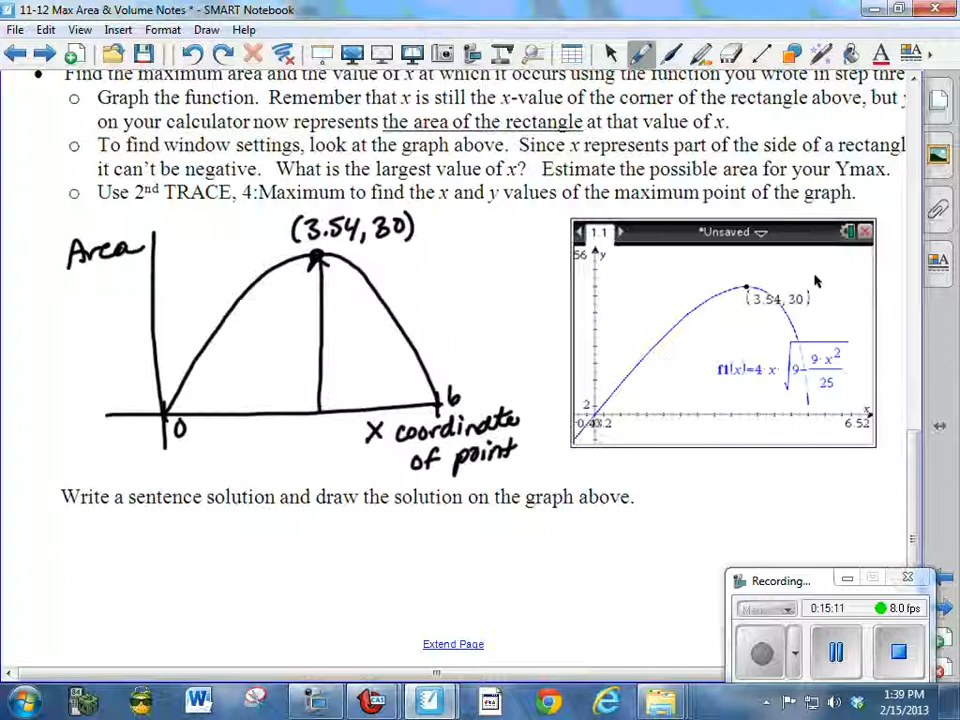 11-12 Max Area & Volume Notes * - SMART Notebook
File Edit View Insert Format Draw Help
Find the maximum area and the value of x at which it occurs using the function you wrote in step thre
Graph the function. Remember that x is still the x-value of the corner of the rectangle above, but y
on your calculator now represents the area of the rectangle at that value of x.
To find window settings, look at the graph above. Since x represents part of the side of a rectangl
it can't be negative. What is the largest value of x? Estimate the possible area for your Ymax.
Use 2nd TRACE, 4:Maximum to find the x and y values of the maximum point of the graph.
(3.54, 30)
Area
0
6
X coordinate
of point
1.1 *Unsaved
56 y
(3.54, 30)
f1(x)=4·x·√(9-9·x²/25)
2
x
6.52
Write a sentence solution and draw the solution on the graph above.
Extend Page
Recording...
0:15:11 8.0 fps
1:39 PM
2/15/2013